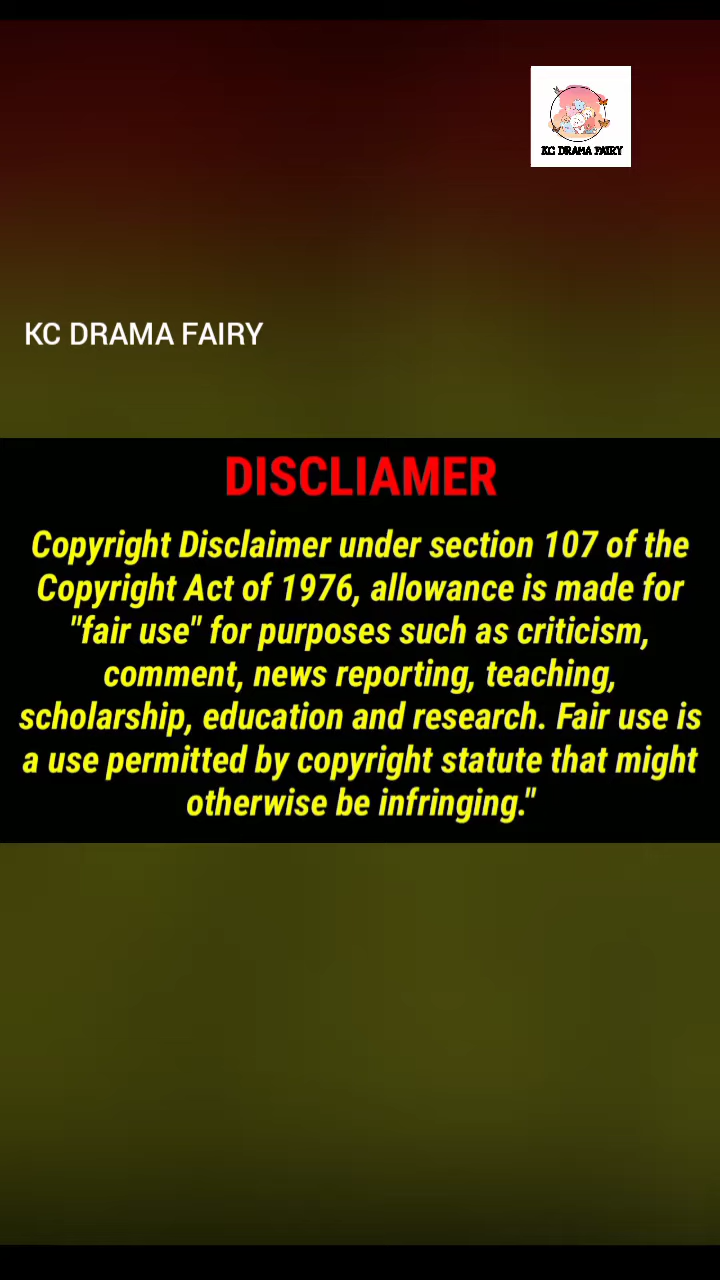 KC DRAMA FAIRY
KC DRAMA FAIRY
DISCLIAMER
Copyright Disclaimer under section 107 of the
Copyright Act of 1976, allowance is made for
"fair use" for purposes such as criticism,
comment, news reporting, teaching,
scholarship, education and research. Fair use is
a use permitted by copyright statute that might
otherwise be infringing."